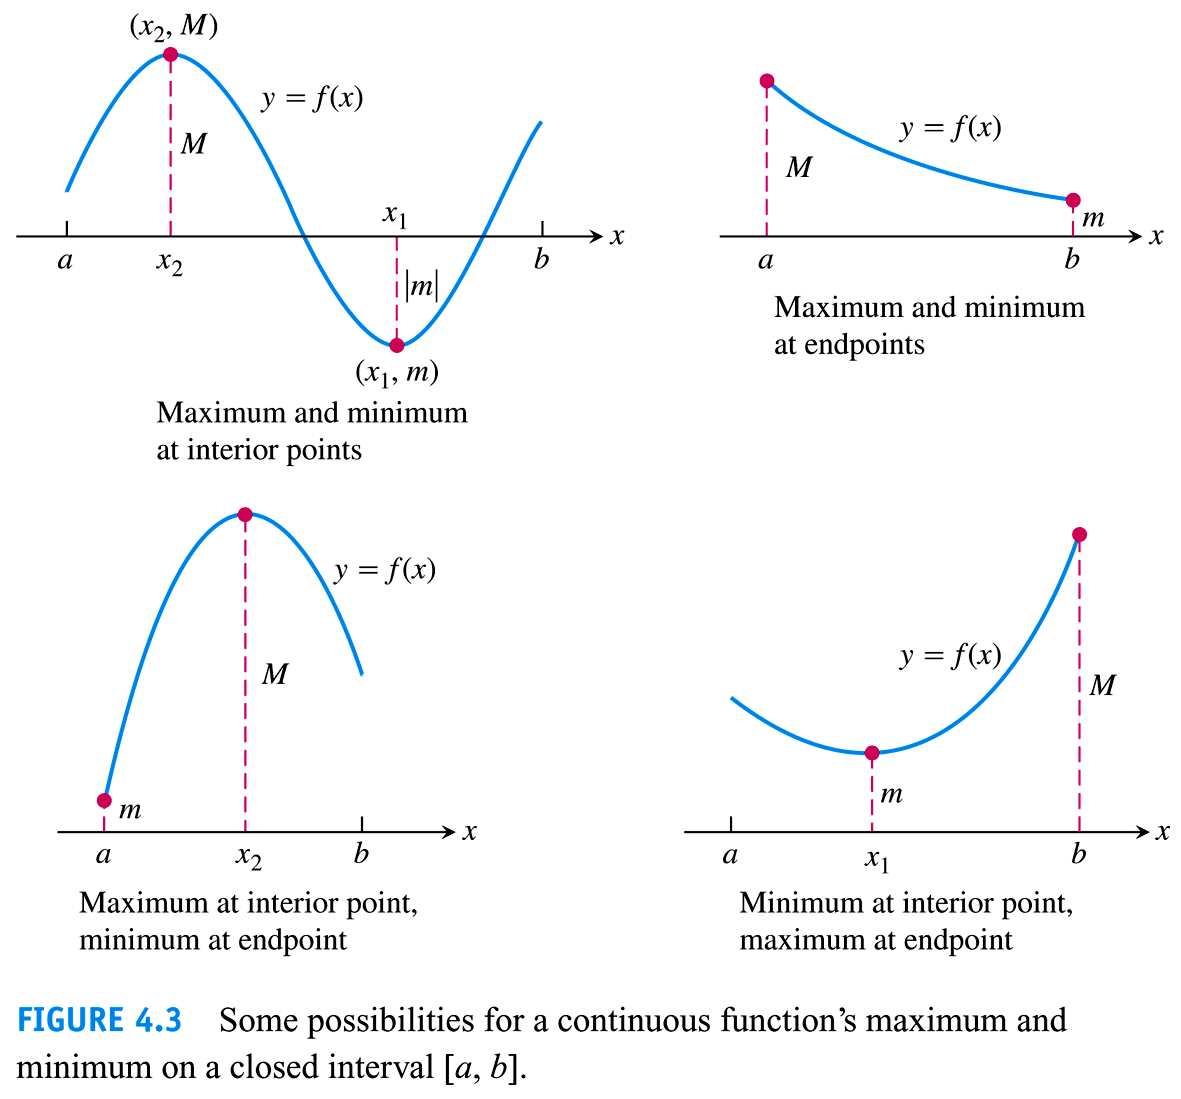 (x₂, M)
y = f(x)
M
x₁
x
a
x₂
b
|m|
(x₁, m)
Maximum and minimum
at interior points
y = f(x)
M
m
x
a
b
Maximum and minimum
at endpoints
y = f(x)
M
m
x
a
x₂
b
Maximum at interior point,
minimum at endpoint
y = f(x)
M
m
x
a
x₁
b
Minimum at interior point,
maximum at endpoint
FIGURE 4.3 Some possibilities for a continuous function’s maximum and
minimum on a closed interval [a, b].